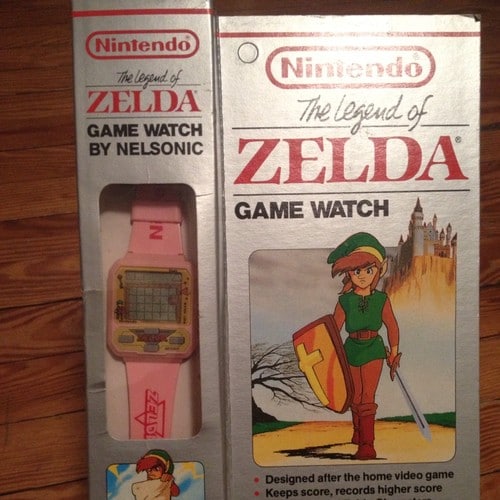 Nintendo®
The Legend of
ZELDA
GAME WATCH
BY NELSONIC
N
ZELDA
Nintendo
The Legend of
ZELDA®
GAME WATCH
• Designed after the home video game
• Keeps score, records higher score